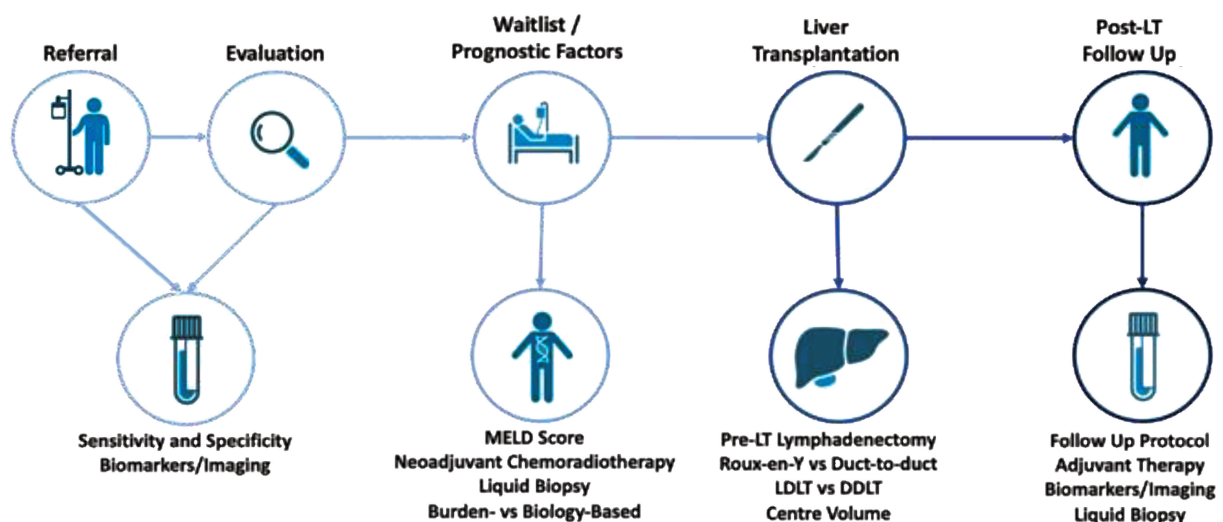 Referral
Evaluation
Waitlist /
Prognostic Factors
Liver
Transplantation
Post-LT
Follow Up
Sensitivity and Specificity
Biomarkers/Imaging
MELD Score
Neoadjuvant Chemoradiotherapy
Liquid Biopsy
Burden- vs Biology-Based
Pre-LT Lymphadenectomy
Roux-en-Y vs Duct-to-duct
LDLT vs DDLT
Centre Volume
Follow Up Protocol
Adjuvant Therapy
Biomarkers/Imaging
Liquid Biopsy